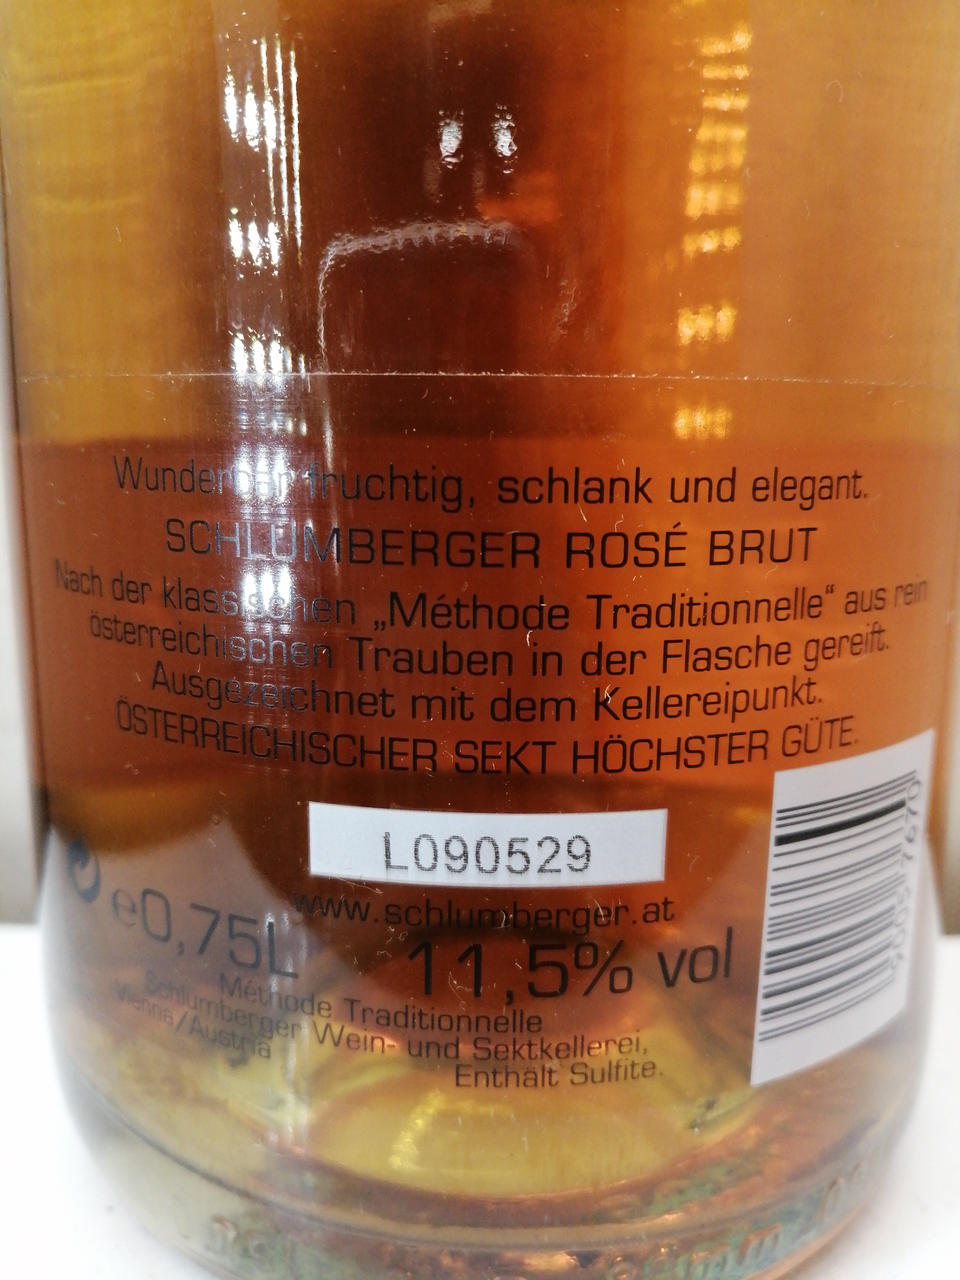 Wunderbar fruchtig, schlank und elegant.
SCHLUMBERGER ROSÉ BRUT
Nach der klassischen „Méthode Traditionnelle“ aus rein
österreichischen Trauben in der Flasche gereift.
Ausgezeichnet mit dem Kellereipunkt.
ÖSTERREICHISCHER SEKT HÖCHSTER GÜTE.
L090529
www.schlumberger.at
e0,75L
11,5% vol
Méthode Traditionnelle
Schlumberger Wein- und Sektkellerei,
Vienna/Austria
Enthält Sulfite.